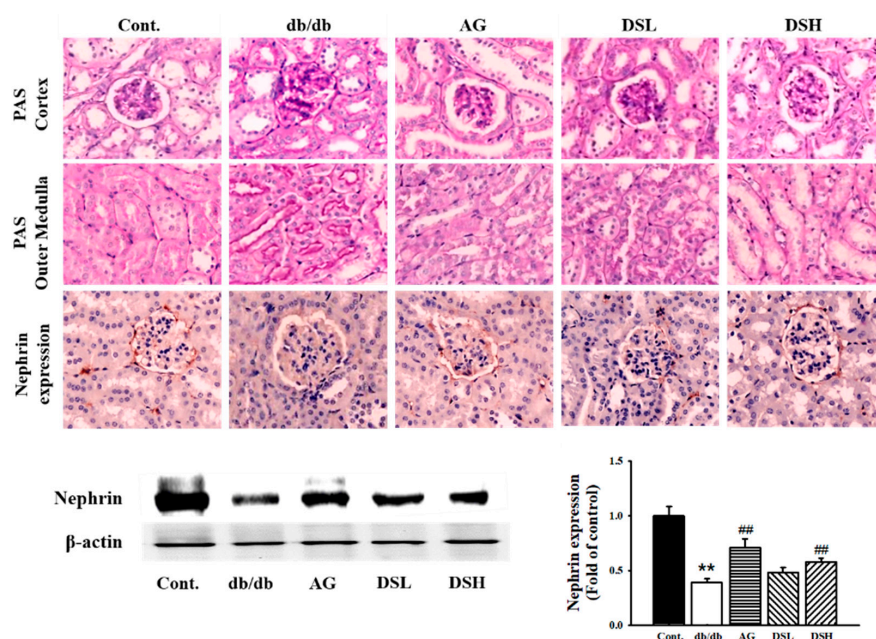 Cont. db/db AG DSL DSH
PAS
Cortex
PAS
Outer Medulla
Nephrin
expression
Nephrin
β-actin
Cont. db/db AG DSL DSH
Nephrin expression
(Fold of control)
1.5
1.0
0.5
0.0
**
##
##
Cont. db/db AG DSL DSH